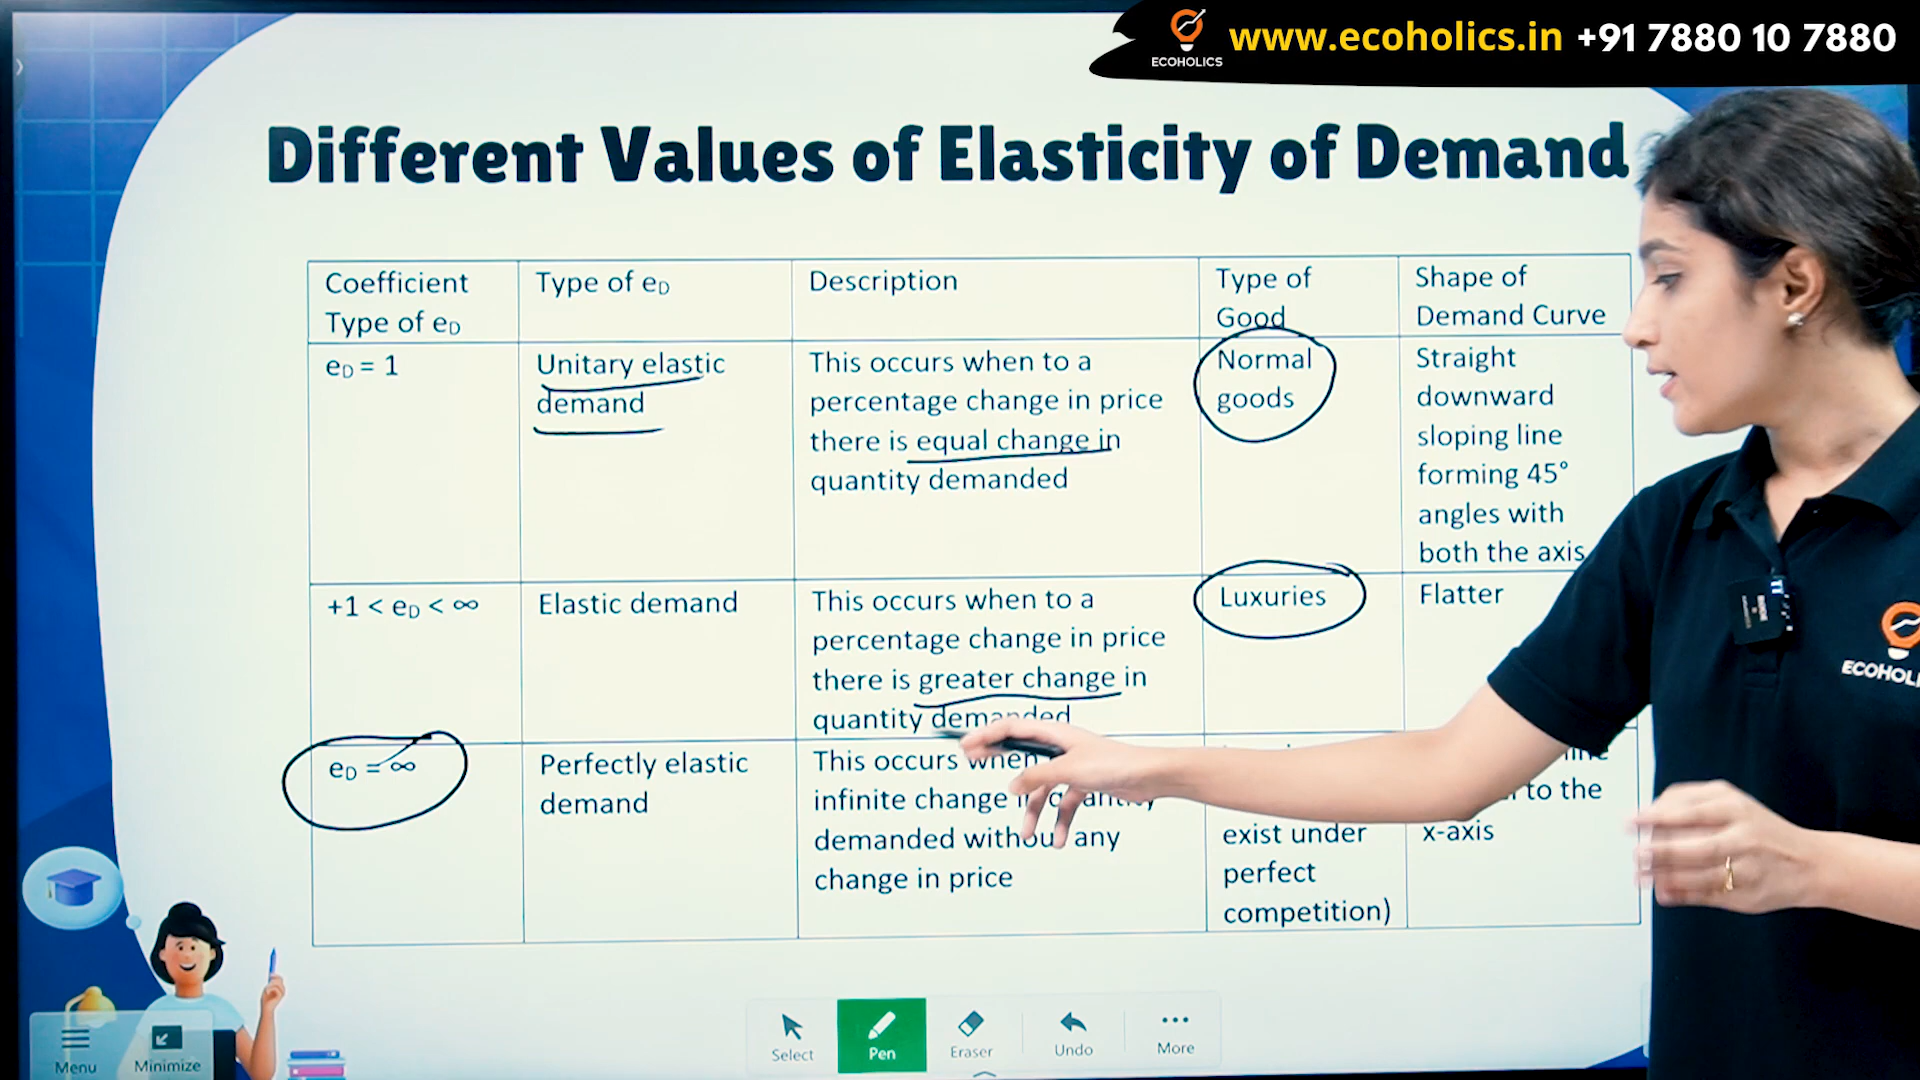 www.ecoholics.in +91 7880 10 7880
ECOHOLICS
Different Values of Elasticity of Demand
Coefficient
Type of eD
Type of eD
Description
Type of
Good
Shape of
Demand Curve
eD = 1
Unitary elastic
demand
This occurs when to a
percentage change in price
there is equal change in
quantity demanded
Normal
goods
Straight
downward
sloping line
forming 45°
angles with
both the axis
+1 < eD < ∞
Elastic demand
This occurs when to a
percentage change in price
there is greater change in
quantity demanded
Luxuries
Flatter
eD = ∞
Perfectly elastic
demand
This occurs when
infinite change
demanded without any
change in price
exist under
perfect
competition)
to the
x-axis
Menu
Minimize
Select
Pen
Eraser
Undo
More